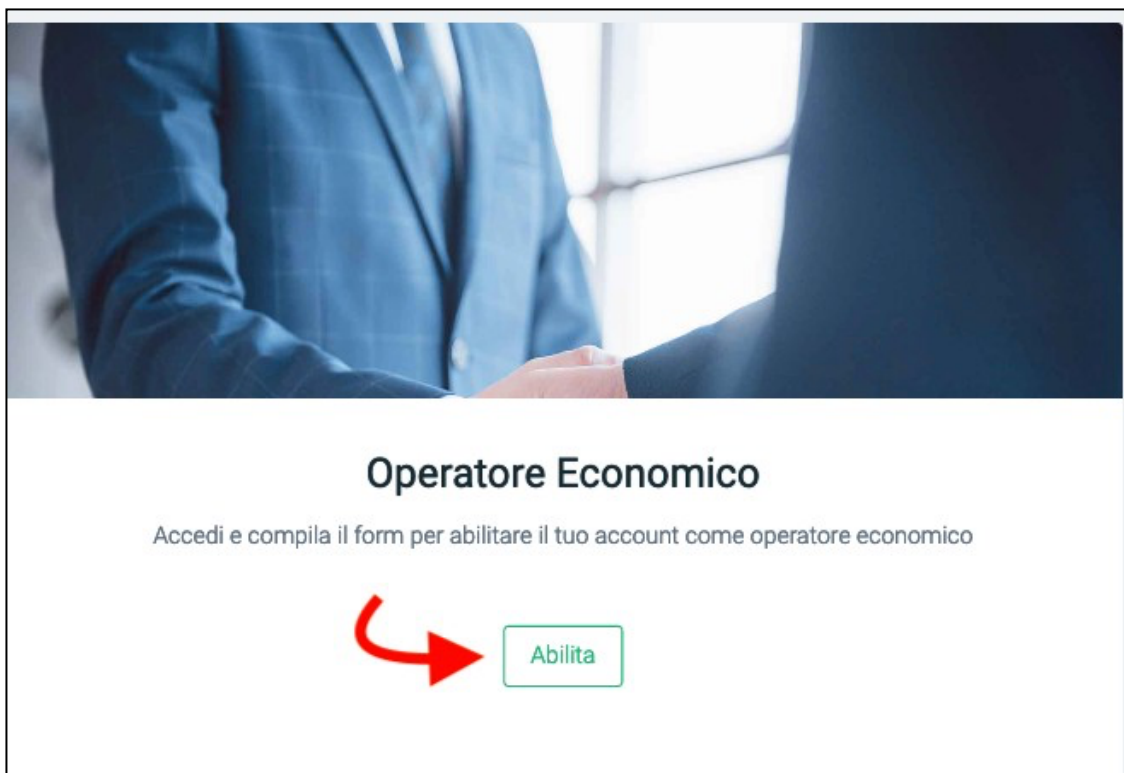 Operatore Economico
Accedi e compila il form per abilitare il tuo account come operatore economico
Abilita